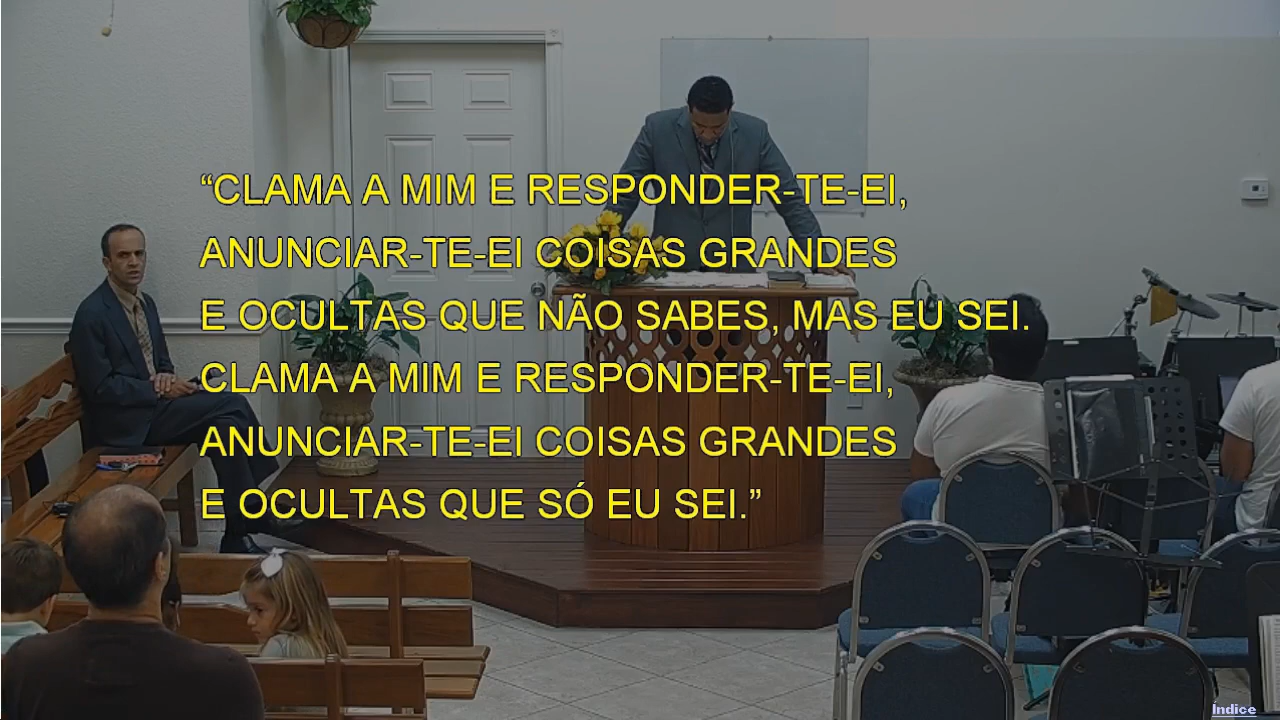 “CLAMA A MIM E RESPONDER-TE-EI,
ANUNCIAR-TE-EI COISAS GRANDES
E OCULTAS QUE NÃO SABES, MAS EU SEI.
CLAMA A MIM E RESPONDER-TE-EI,
ANUNCIAR-TE-EI COISAS GRANDES
E OCULTAS QUE SÓ EU SEI.”
Índice